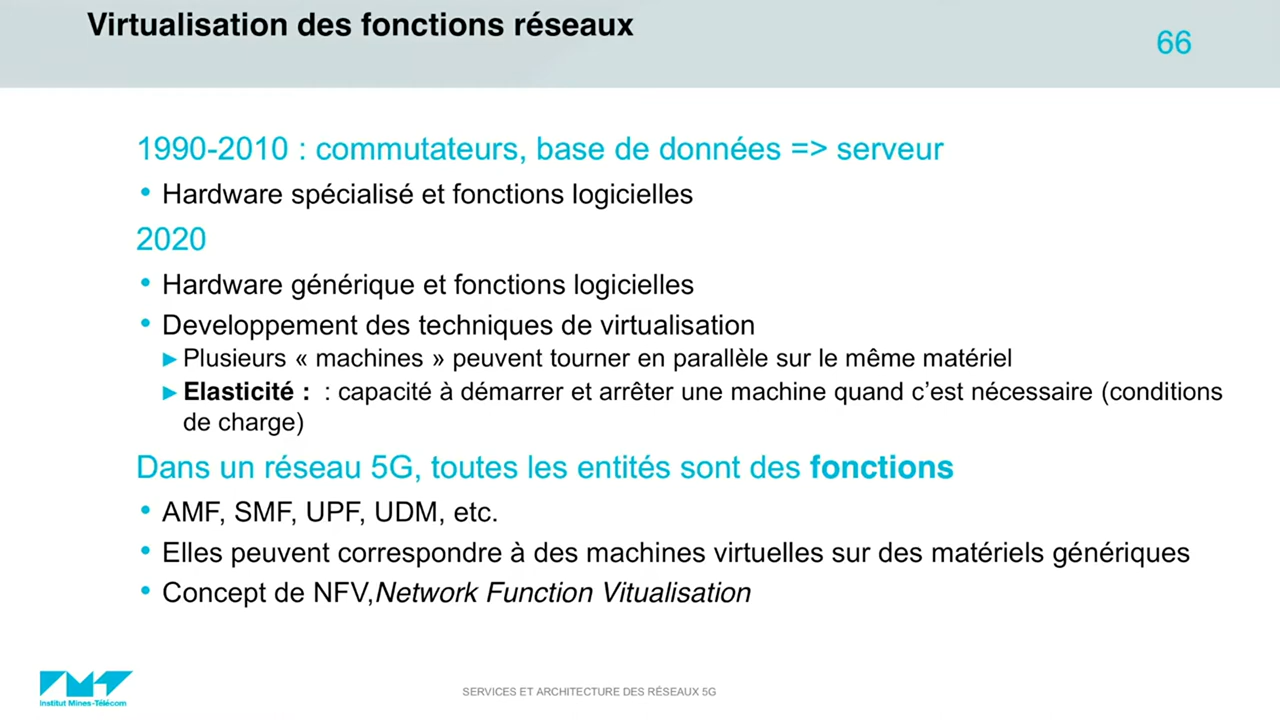 Virtualisation des fonctions réseaux
66
1990-2010 : commutateurs, base de données => serveur
• Hardware spécialisé et fonctions logicielles
2020
• Hardware générique et fonctions logicielles
• Developpement des techniques de virtualisation
► Plusieurs « machines » peuvent tourner en parallèle sur le même matériel
► Elasticité : : capacité à démarrer et arrêter une machine quand c’est nécessaire (conditions
de charge)
Dans un réseau 5G, toutes les entités sont des fonctions
• AMF, SMF, UPF, UDM, etc.
• Elles peuvent correspondre à des machines virtuelles sur des matériels génériques
• Concept de NFV,Network Function Vitualisation
Institut Mines-Télécom
SERVICES ET ARCHITECTURE DES RÉSEAUX 5G